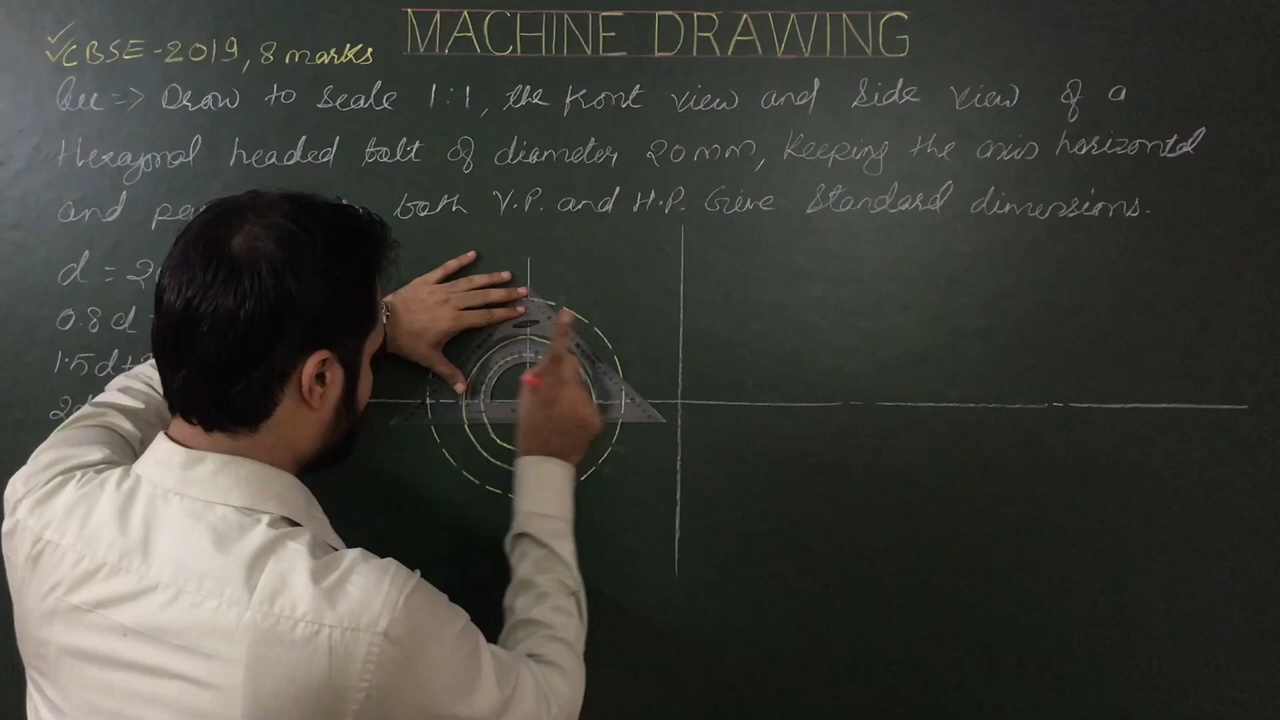 MACHINE DRAWING
CBSE-2019, 8 marks
Que => Draw to scale 1:1, the front view and side view of a
Hexagonal headed bolt of diameter 20mm, keeping the axis horizontal
and both V.P. and H.P. Give Standard dimensions.
d = 2
0.8d
1.5d+
2d